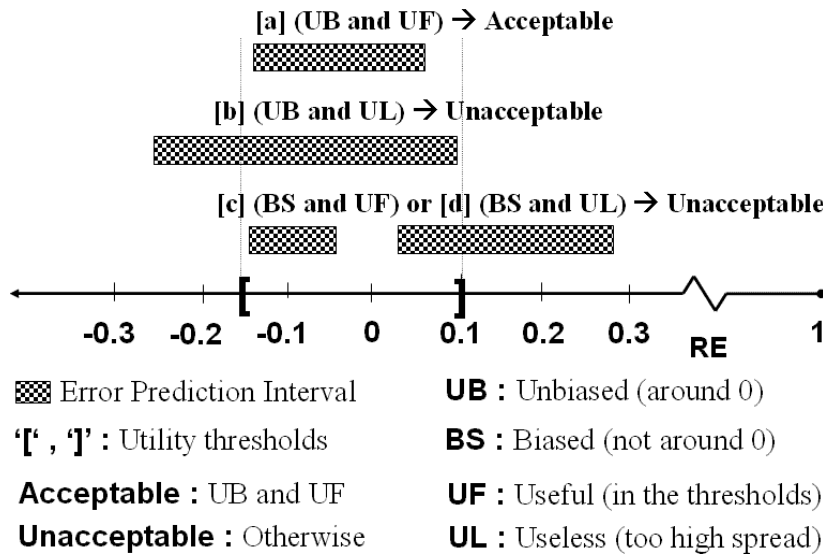 [a] (UB and UF) → Acceptable
[b] (UB and UL) → Unacceptable
[c] (BS and UF) or [d] (BS and UL) → Unacceptable
[ ]
-0.3 -0.2 -0.1 0 0.1 0.2 0.3 RE 1
Error Prediction Interval
'[' , ']' : Utility thresholds
Acceptable : UB and UF
Unacceptable : Otherwise
UB : Unbiased (around 0)
BS : Biased (not around 0)
UF : Useful (in the thresholds)
UL : Useless (too high spread)